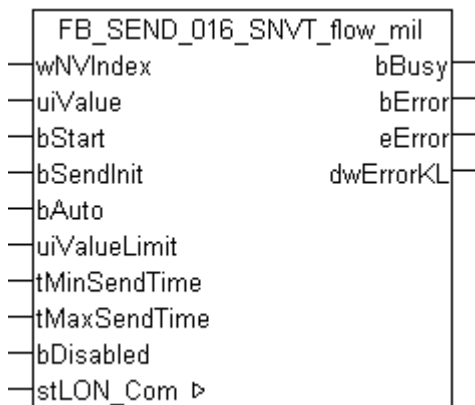 FB_SEND_016_SNVT_flow_mil
wNVIndex bBusy
uiValue bError
bStart eError
bSendInit dwErrorKL
bAuto
uiValueLimit
tMinSendTime
tMaxSendTime
bDisabled
stLON_Com ▷